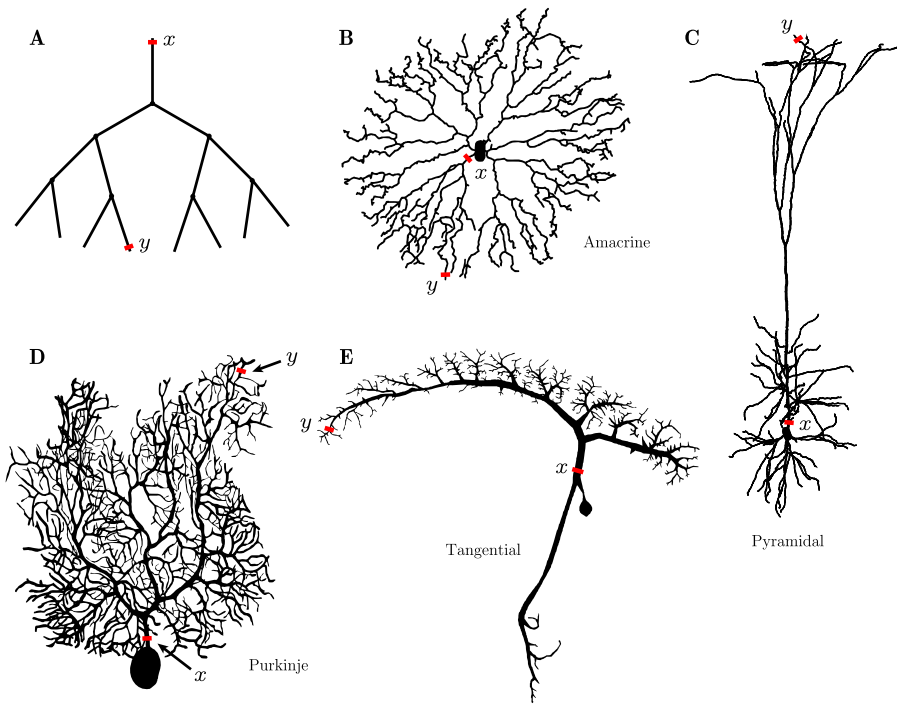 A
x
y
B
x
y
Amacrine
C
y
x
Pyramidal
D
y
x
Purkinje
E
y
x
Tangential